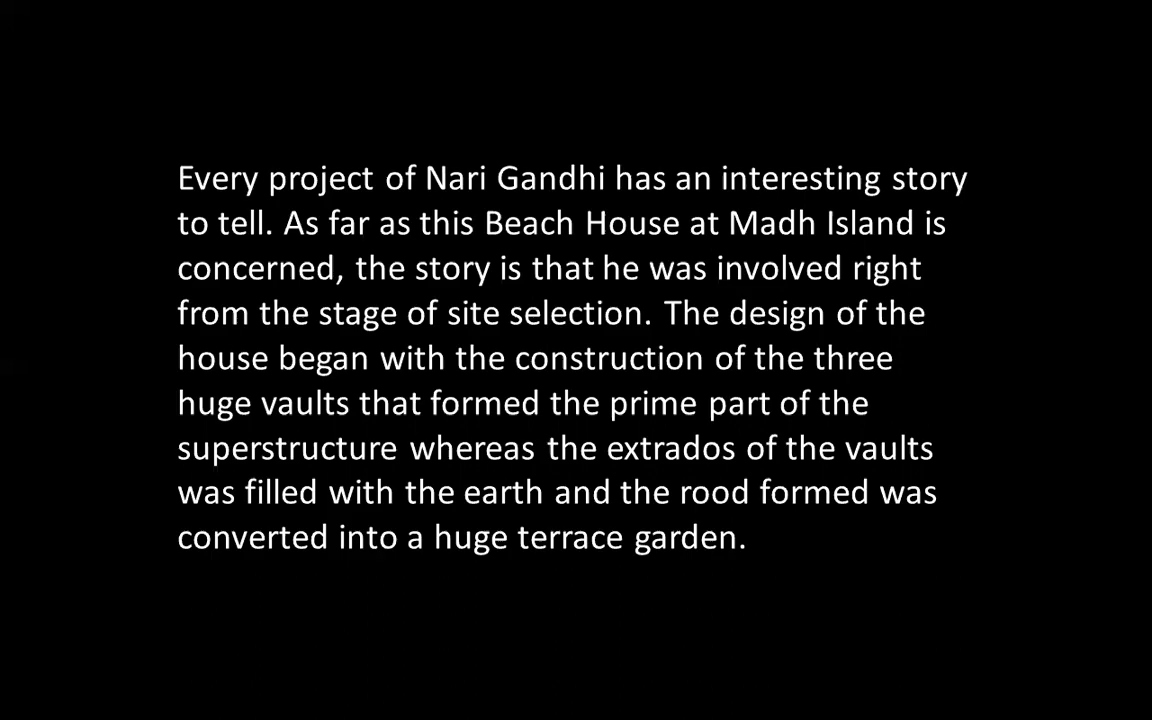 Every project of Nari Gandhi has an interesting story
to tell. As far as this Beach House at Madh Island is
concerned, the story is that he was involved right
from the stage of site selection. The design of the
house began with the construction of the three
huge vaults that formed the prime part of the
superstructure whereas the extrados of the vaults
was filled with the earth and the rood formed was
converted into a huge terrace garden.